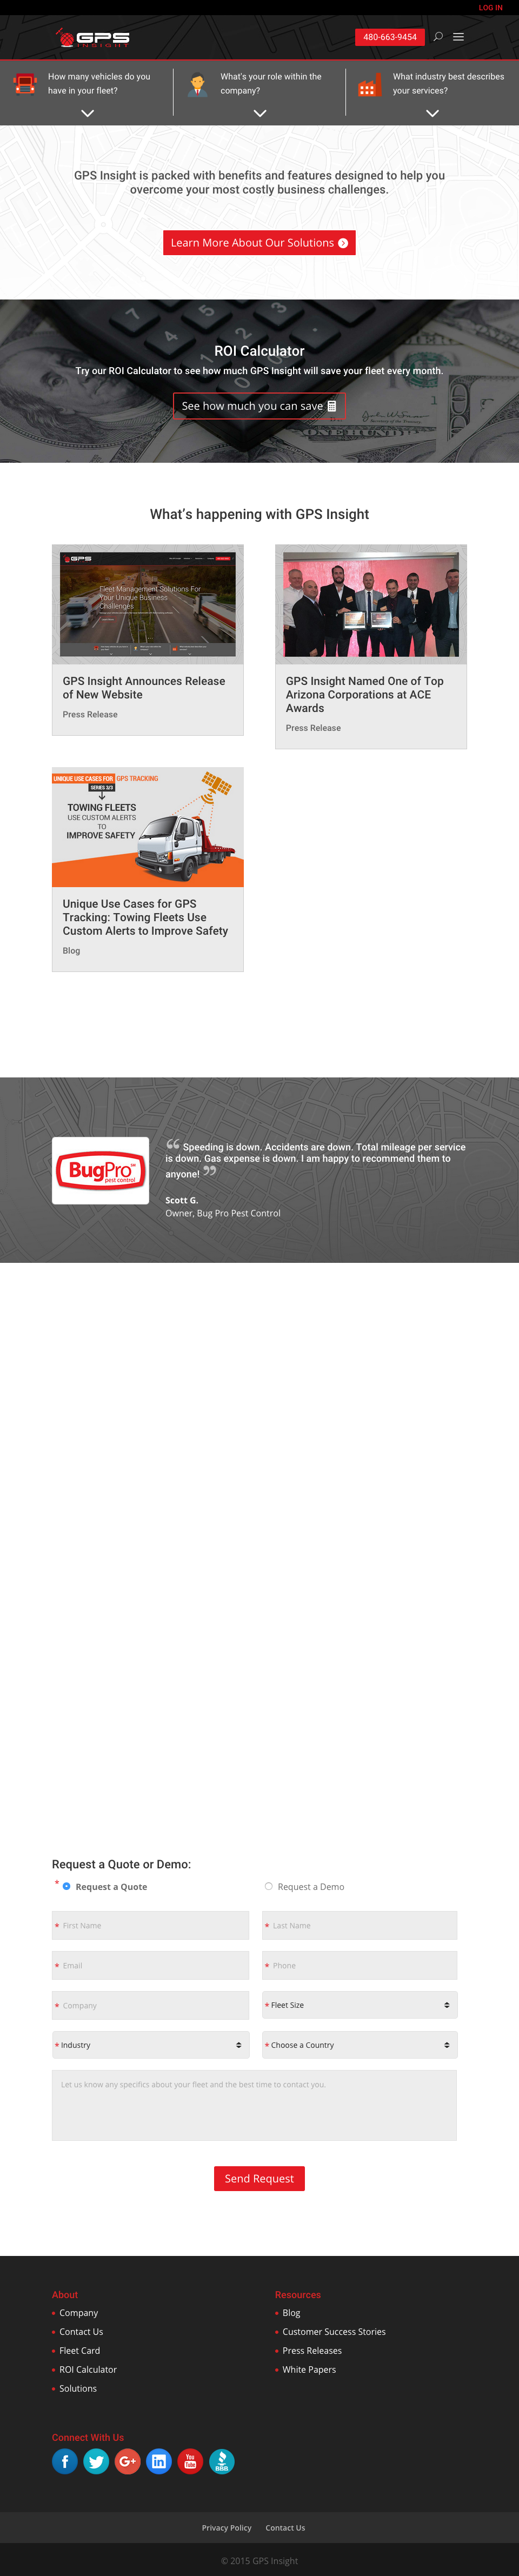 LOG IN
GPS
INSIGHT
480-663-9454
How many vehicles do you
have in your fleet?
What's your role within the
company?
What industry best describes
your services?
GPS Insight is packed with benefits and features designed to help you
overcome your most costly business challenges.
Learn More About Our Solutions
ROI Calculator
Try our ROI Calculator to see how much GPS Insight will save your fleet every month.
See how much you can save
What's happening with GPS Insight
GPS
Fleet Management Solutions For
Your Unique Business
Challenges
GPS Insight Announces Release
of New Website
Press Release
GPS Insight Named One of Top
Arizona Corporations at ACE
Awards
Press Release
UNIQUE USE CASES FOR GPS TRACKING
SERIES 3/3
TOWING FLEETS
USE CUSTOM ALERTS
TO
IMPROVE SAFETY
Unique Use Cases for GPS
Tracking: Towing Fleets Use
Custom Alerts to Improve Safety
Blog
BugPro
pest control
“ Speeding is down. Accidents are down. Total mileage per service
is down. Gas expense is down. I am happy to recommend them to
anyone! ”
Scott G.
Owner, Bug Pro Pest Control
Request a Quote or Demo:
* Request a Quote
Request a Demo
* First Name
* Last Name
* Email
* Phone
* Company
* Fleet Size
* Industry
* Choose a Country
Let us know any specifics about your fleet and the best time to contact you.
Send Request
About
Company
Contact Us
Fleet Card
ROI Calculator
Solutions
Resources
Blog
Customer Success Stories
Press Releases
White Papers
Connect With Us
f
G+
in
You
Tube
BBB
Privacy Policy
Contact Us
© 2015 GPS Insight